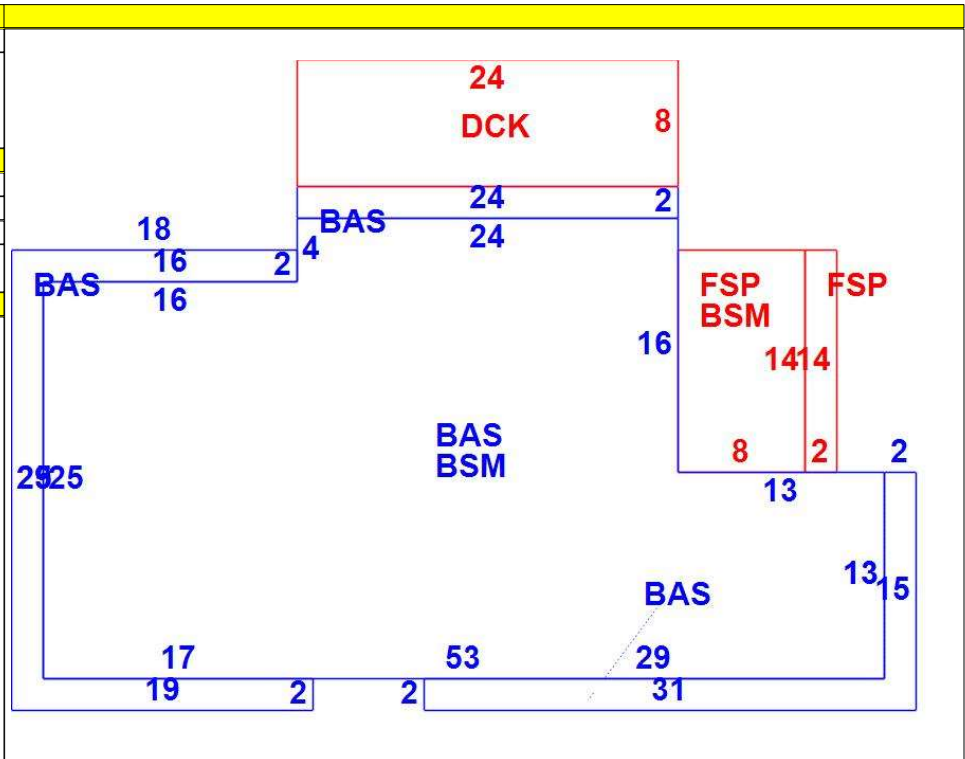 24
DCK 8
24 2
BAS
18 24
4
16 2
BAS
16
FSP FSP
BSM
16
14 14
BAS
BSM
8 2 2
29 25
13
13
15
BAS
17 53 29
19 2 2 31